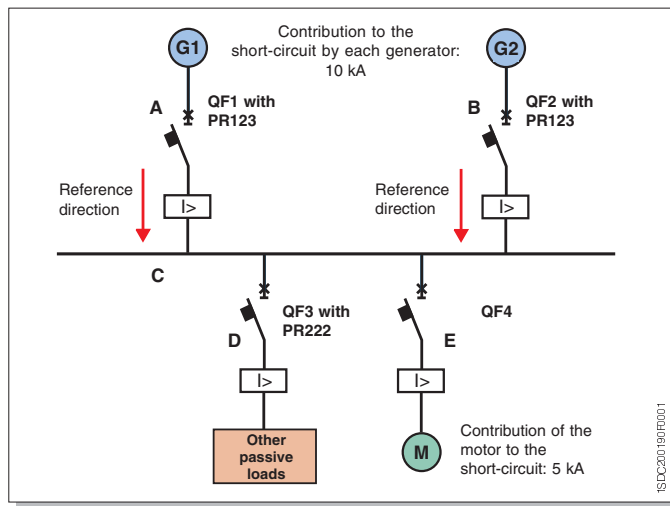 G1
Contribution to the
short-circuit by each generator:
10 kA
G2
A
QF1 with
PR123
B
QF2 with
PR123
Reference
direction
I>
Reference
direction
I>
C
QF3 with
PR222
QF4
D
E
I>
I>
Other
passive
loads
M
Contribution of the
motor to the
short-circuit: 5 kA
1SDC200190F0001